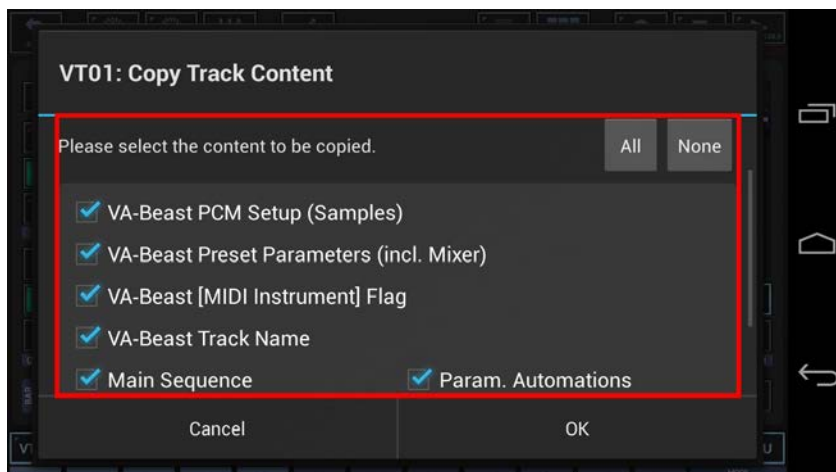 VT01: Copy Track Content
Please select the content to be copied. All None
VA-Beast PCM Setup (Samples)
VA-Beast Preset Parameters (incl. Mixer)
VA-Beast [MIDI Instrument] Flag
VA-Beast Track Name
Main Sequence Param. Automations
Cancel OK